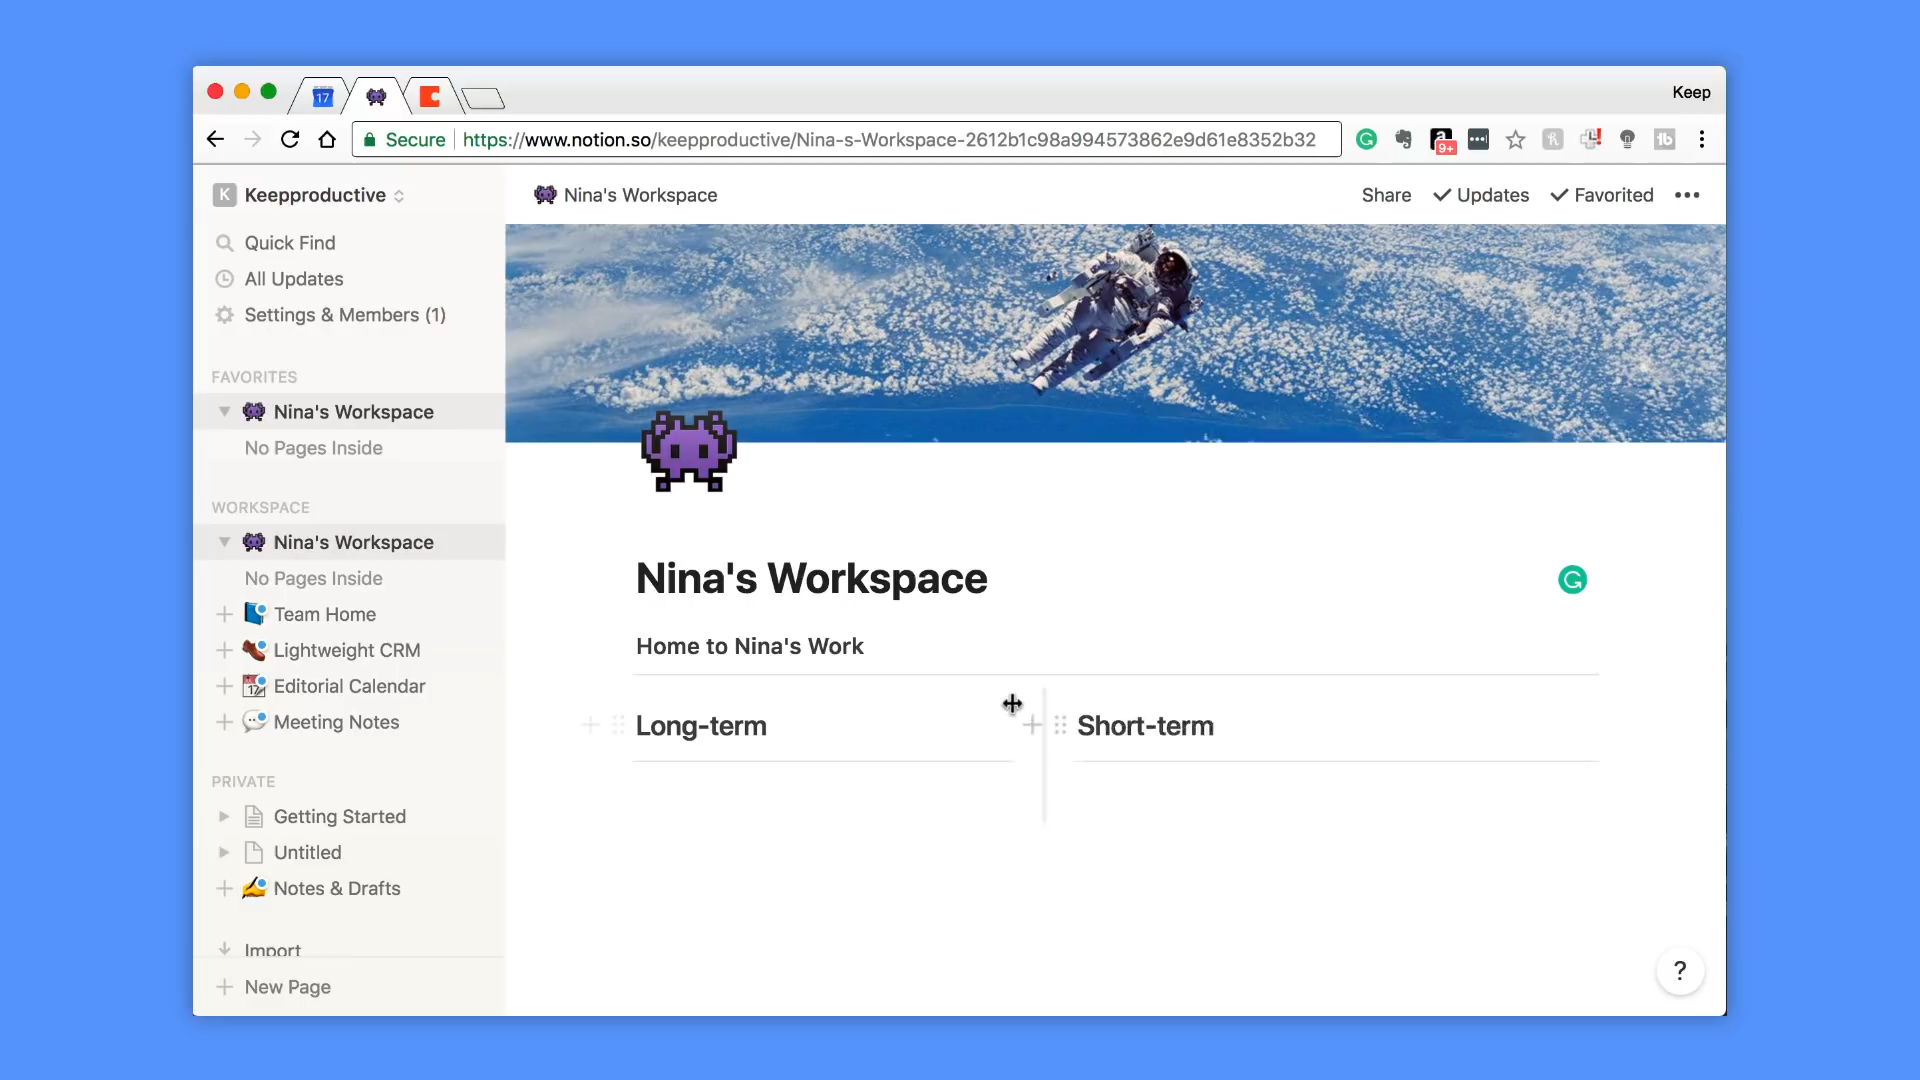 17
Keep
Secure https://www.notion.so/keepproductive/Nina-s-Workspace-2612b1c98a994573862e9d61e8352b32
9+
K Keepproductive
Nina's Workspace
Share Updates Favorited
Quick Find
All Updates
Settings & Members (1)
FAVORITES
Nina's Workspace
No Pages Inside
WORKSPACE
Nina's Workspace
No Pages Inside
Team Home
Lightweight CRM
Editorial Calendar
Meeting Notes
PRIVATE
Getting Started
Untitled
Notes & Drafts
Import
New Page
Nina's Workspace
Home to Nina's Work
Long-term
Short-term
?